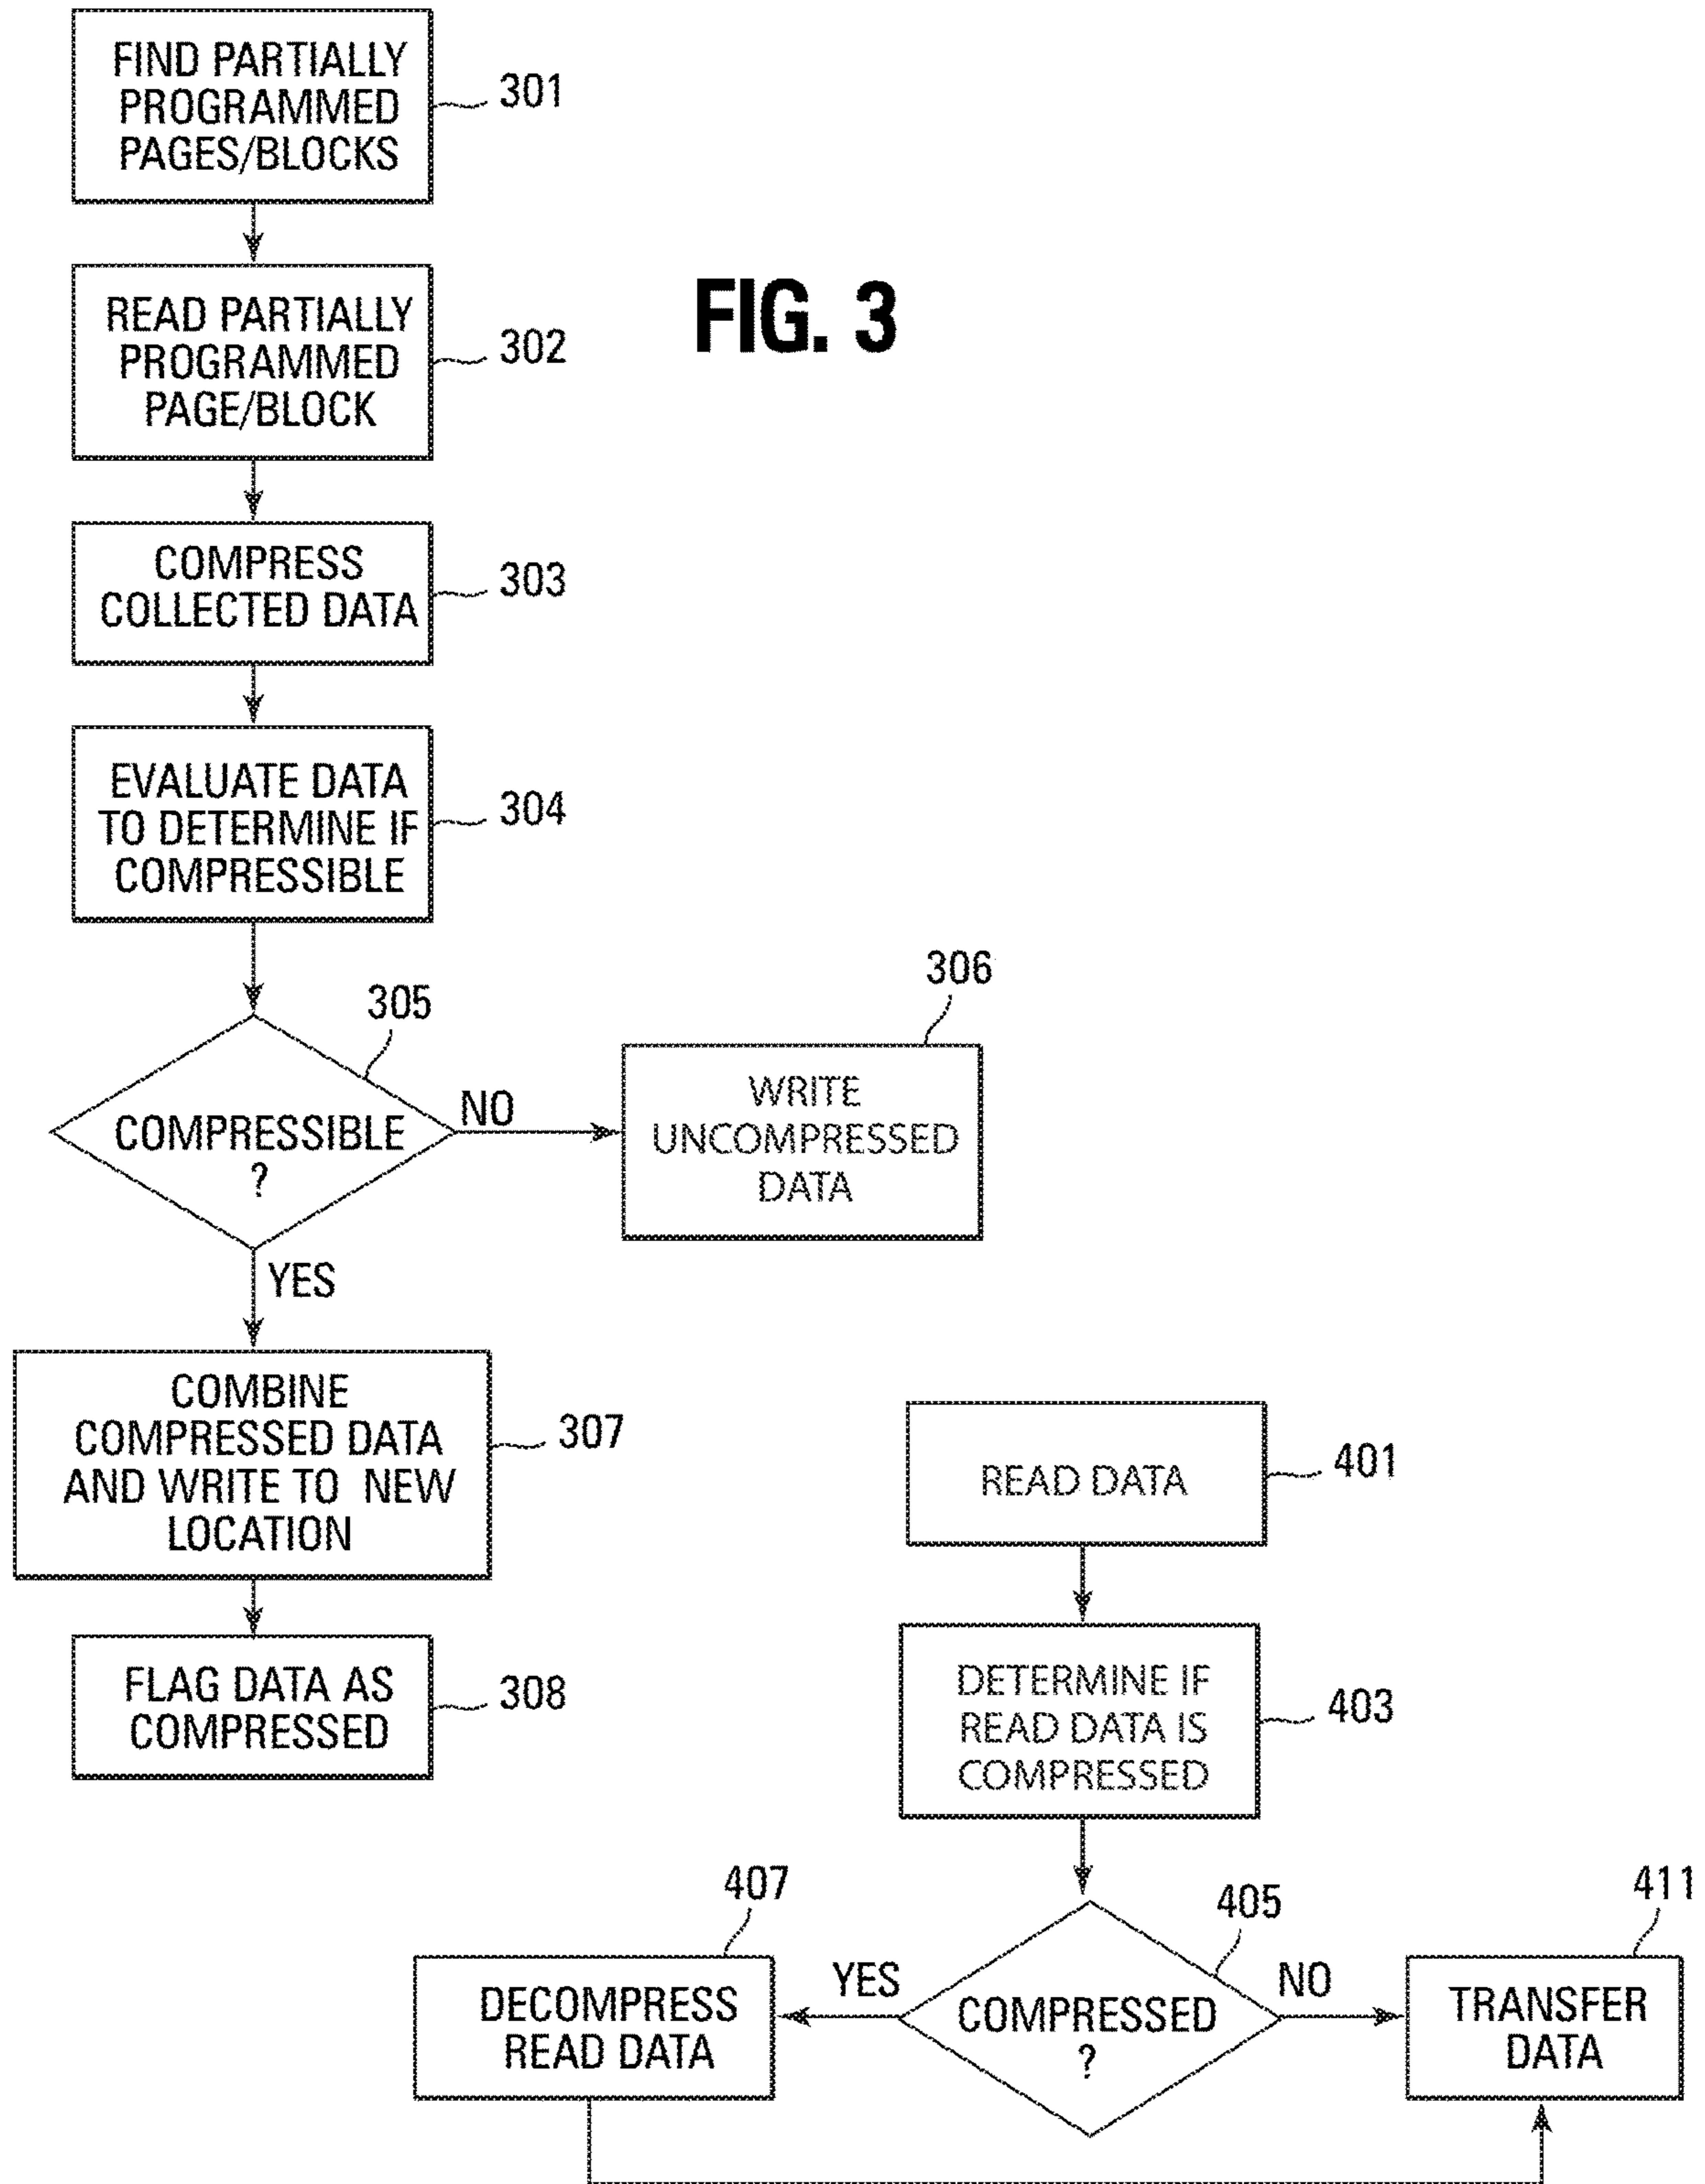 FIND PARTIALLY
PROGRAMMED
PAGES/BLOCKS
301
READ PARTIALLY
PROGRAMMED
PAGE/BLOCK
302
FIG. 3
COMPRESS
COLLECTED DATA
303
EVALUATE DATA
TO DETERMINE IF
COMPRESSIBLE
304
305
COMPRESSIBLE
?
NO
306
WRITE
UNCOMPRESSED
DATA
YES
COMBINE
COMPRESSED DATA
AND WRITE TO NEW
LOCATION
307
FLAG DATA AS
COMPRESSED
308
READ DATA
401
DETERMINE IF
READ DATA IS
COMPRESSED
403
405
COMPRESSED
?
YES
407
DECOMPRESS
READ DATA
NO
411
TRANSFER
DATA